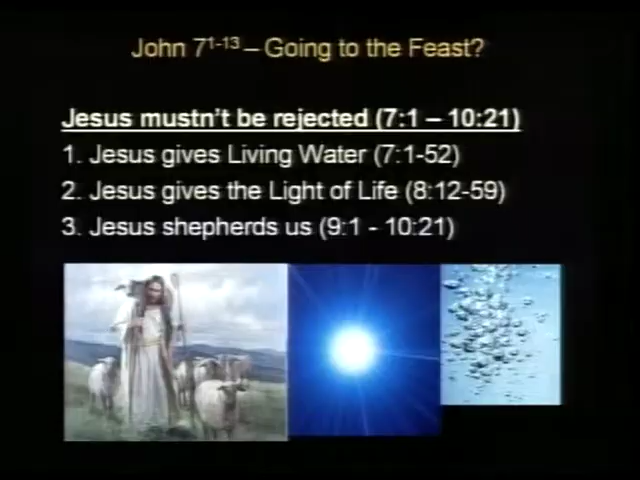 John 7¹⁻¹³ – Going to the Feast?
Jesus mustn't be rejected (7:1 – 10:21)
1. Jesus gives Living Water (7:1-52)
2. Jesus gives the Light of Life (8:12-59)
3. Jesus shepherds us (9:1 - 10:21)